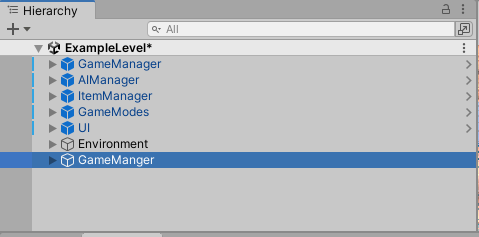 Hierarchy
All
ExampleLevel*
GameManager
AIManager
ItemManager
GameModes
UI
Environment
GameManger